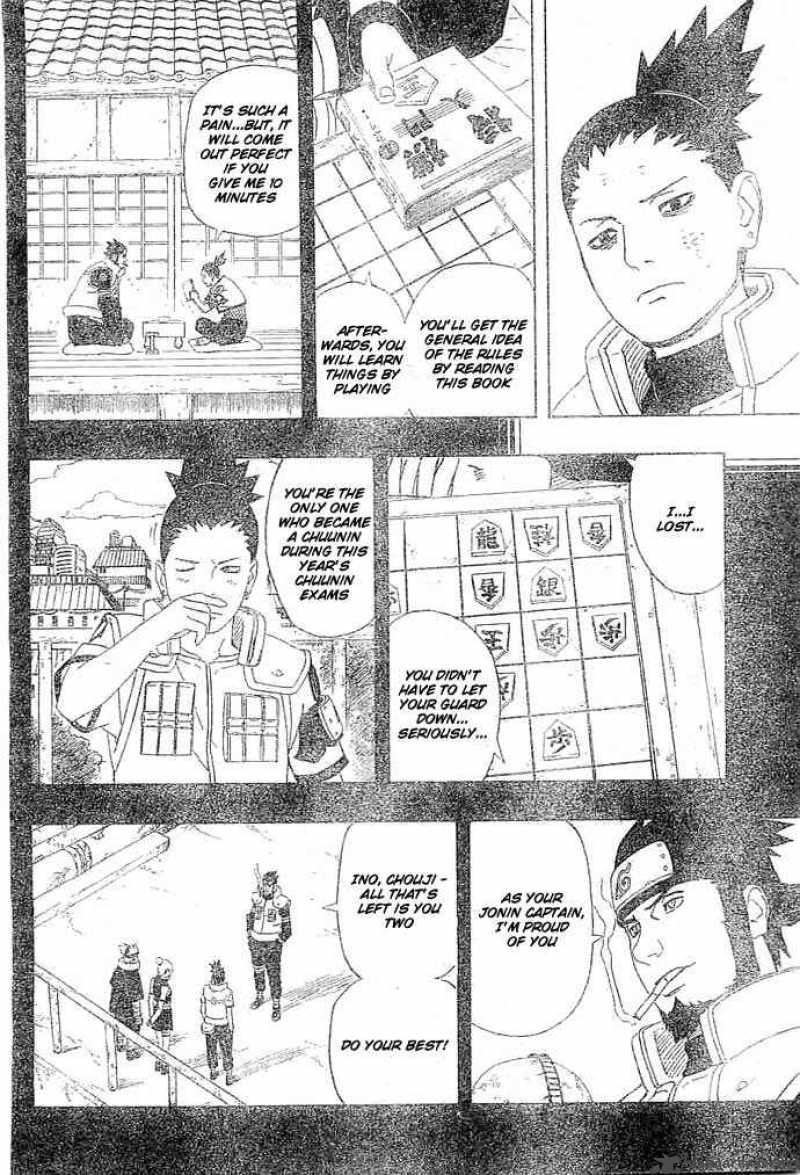 YOU'LL GET THE
GENERAL IDEA
OF THE RULES
BY READING
THIS BOOK
AFTER-
WARDS, YOU
WILL LEARN
THINGS BY
PLAYING
IT'S SUCH A
PAIN...BUT, IT
WILL COME
OUT PERFECT
IF YOU
GIVE ME 10
MINUTES
I...I
LOST...
龍
銀
歩
YOU DIDN'T
HAVE TO LET
YOUR GUARD
DOWN...
SERIOUSLY...
YOU'RE THE
ONLY ONE
WHO BECAME
A CHUUNIN
DURING THIS
YEAR'S
CHUUNIN
EXAMS
AS YOUR
JONIN CAPTAIN,
I'M PROUD
OF YOU
INO, CHOUJI -
ALL THAT'S
LEFT IS YOU
TWO
DO YOUR BEST!